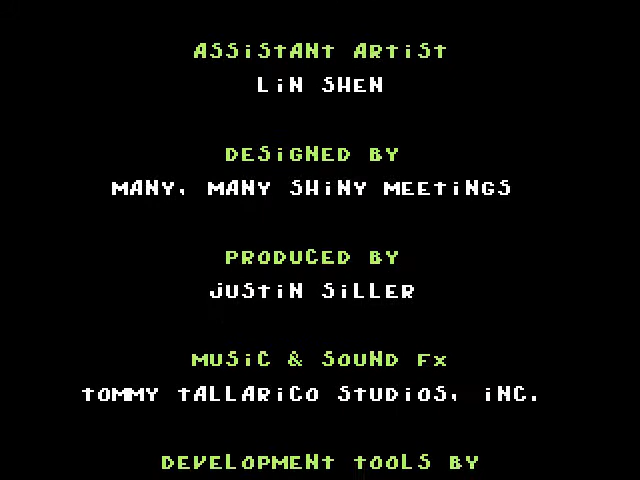 ASSiStANt ARtiSt
LiN SHEN
DESiGNED BY
MANY, MANY SHiNY MEEtiNGS
PRODUCED BY
JUStiN SiLLER
MUSiC & SOUND Fx
tOMMY tALLARiCO StUDiOS, iNC.
DEVELOPMENt tOOLS BY